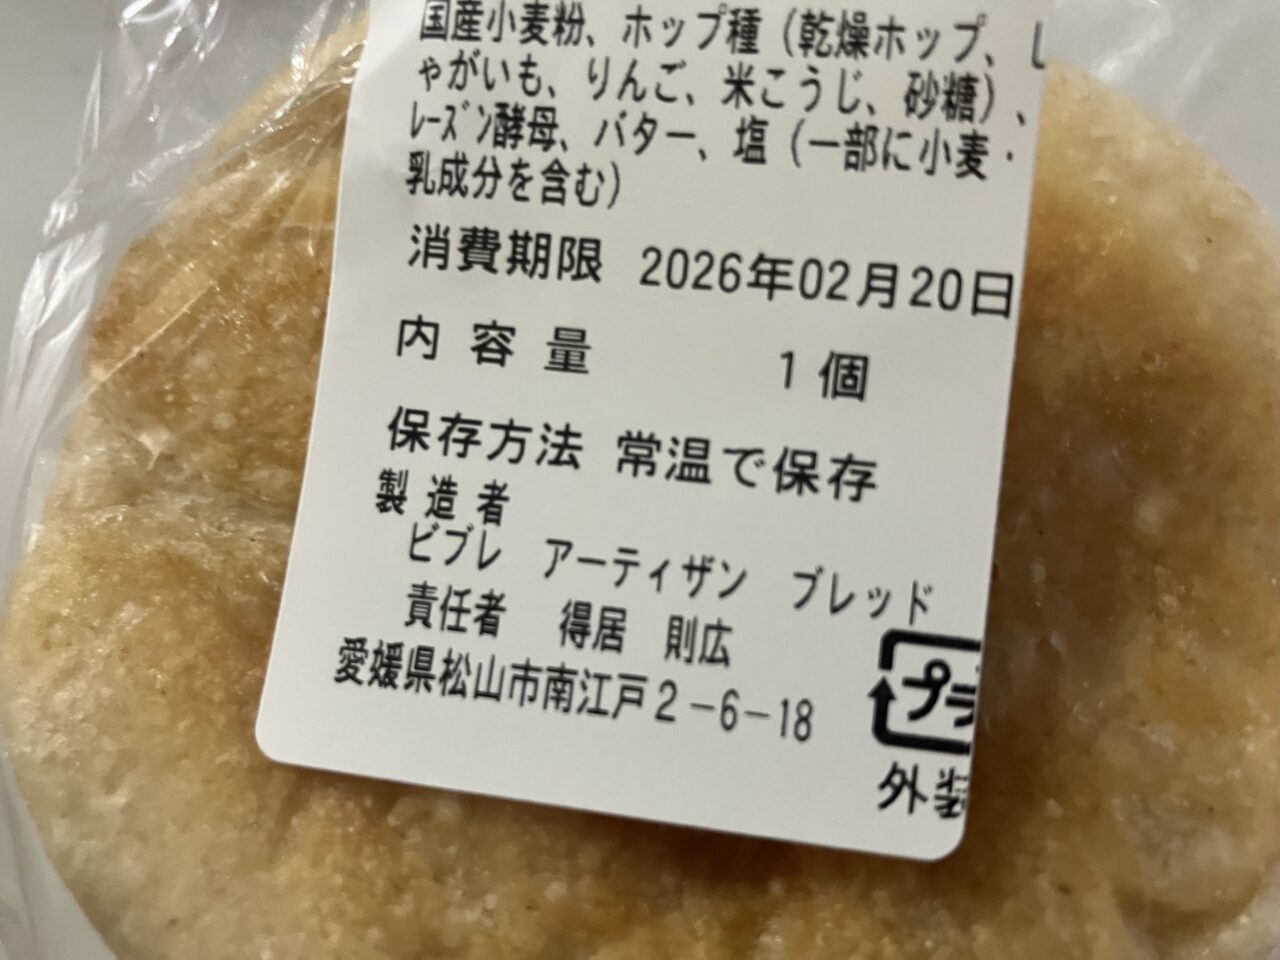 国産小麦粉、ホップ種（乾燥ホップ、じ
ゃがいも、りんご、米こうじ、砂糖）、
ﾚｰｽﾞﾝ酵母、バター、塩（一部に小麦・
乳成分を含む）
消費期限 2026年02月20日
内容量 1個
保存方法 常温で保存
製造者
ビブレ アーティザン ブレッド
責任者 得居 則広
愛媛県松山市南江戸2-6-18
プラ
外装